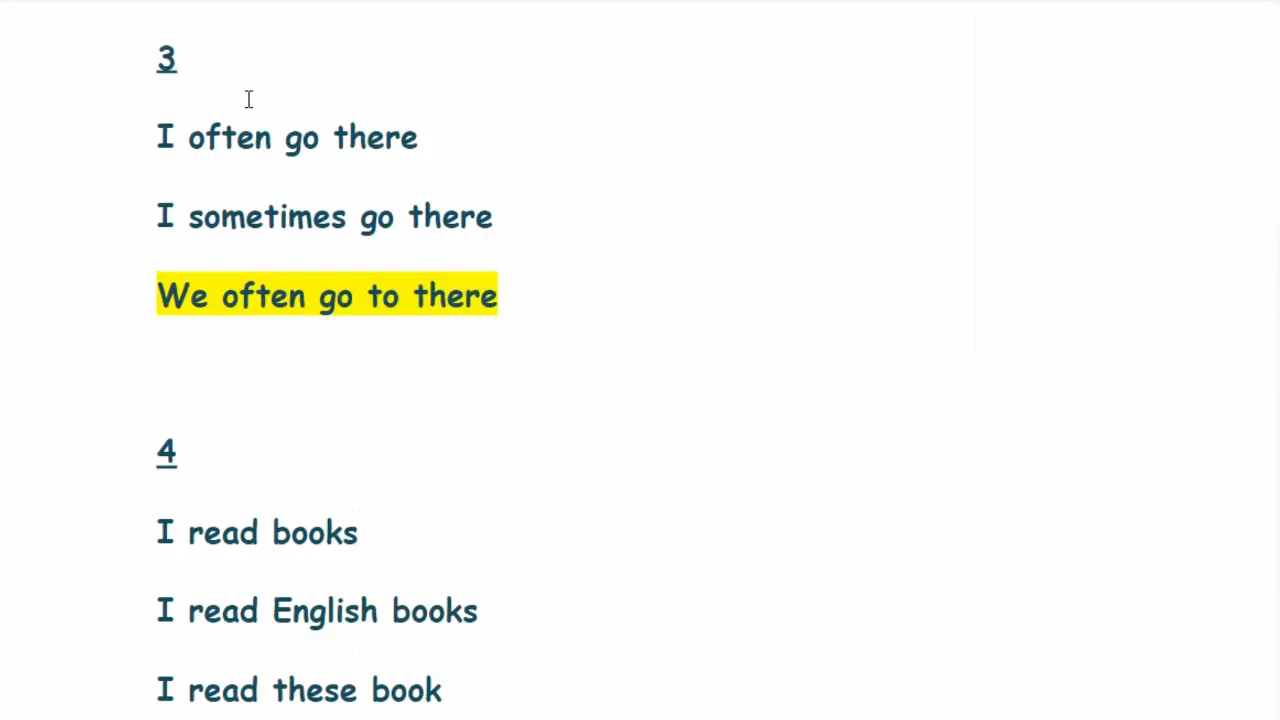 3
I often go there
I sometimes go there
We often go to there
4
I read books
I read English books
I read these book